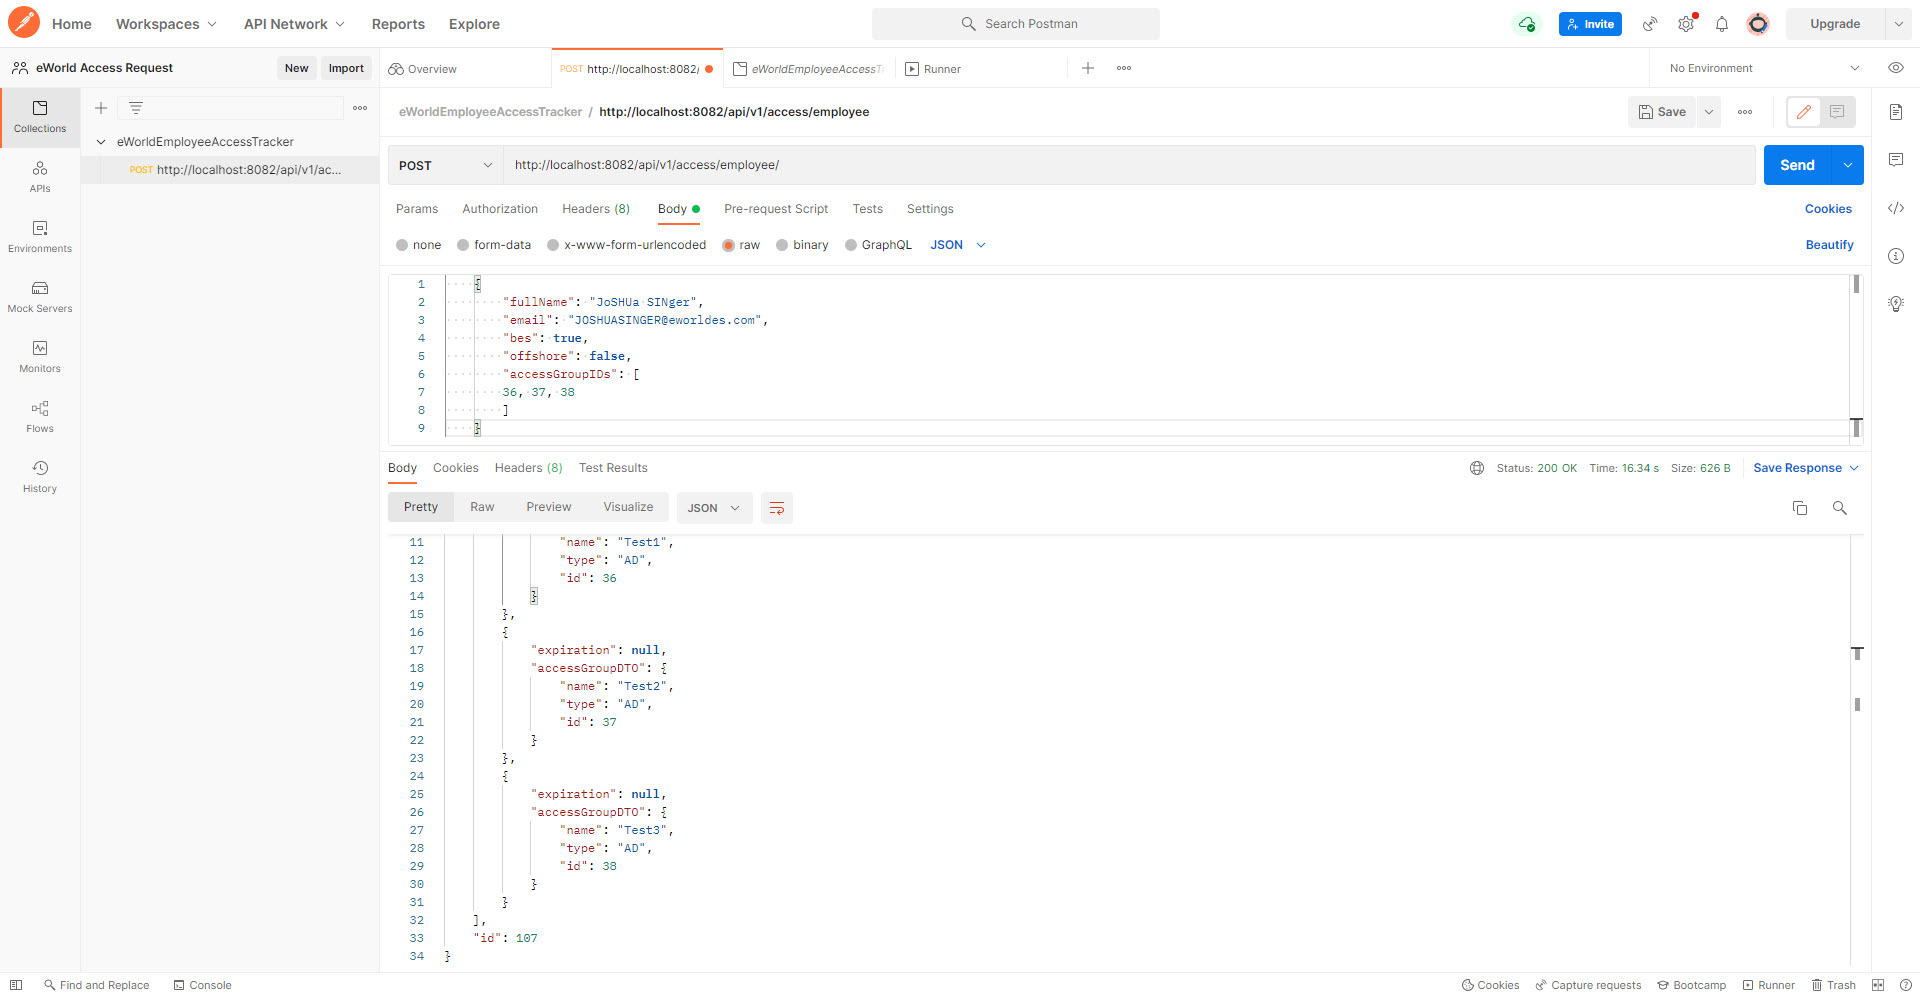 Home Workspaces API Network Reports Explore Search Postman Invite Upgrade
eWorld Access Request New Import Overview POST http://localhost:8082/ eWorldEmployeeAccessT Runner No Environment
eWorldEmployeeAccessTracker / http://localhost:8082/api/v1/access/employee Save
Collections
eWorldEmployeeAccessTracker
POST http://localhost:8082/api/v1/ac...
APIs
Environments
Mock Servers
Monitors
Flows
History
POST http://localhost:8082/api/v1/access/employee/ Send
Params Authorization Headers (8) Body Pre-request Script Tests Settings Cookies
none form-data x-www-form-urlencoded raw binary GraphQL JSON Beautify
1 {
2 "fullName": "JoSHUa SINger",
3 "email": "JOSHUASINGER@eworldes.com",
4 "bes": true,
5 "offshore": false,
6 "accessGroupIDs": [
7 36, 37, 38
8 ]
9 }
Body Cookies Headers (8) Test Results Status: 200 OK Time: 16.34 s Size: 626 B Save Response
Pretty Raw Preview Visualize JSON
11 "name": "Test1",
12 "type": "AD",
13 "id": 36
14 }
15 },
16 {
17 "expiration": null,
18 "accessGroupDTO": {
19 "name": "Test2",
20 "type": "AD",
21 "id": 37
22 }
23 },
24 {
25 "expiration": null,
26 "accessGroupDTO": {
27 "name": "Test3",
28 "type": "AD",
29 "id": 38
30 }
31 }
32 ],
33 "id": 107
34 }
Find and Replace Console Cookies Capture requests Bootcamp Runner Trash